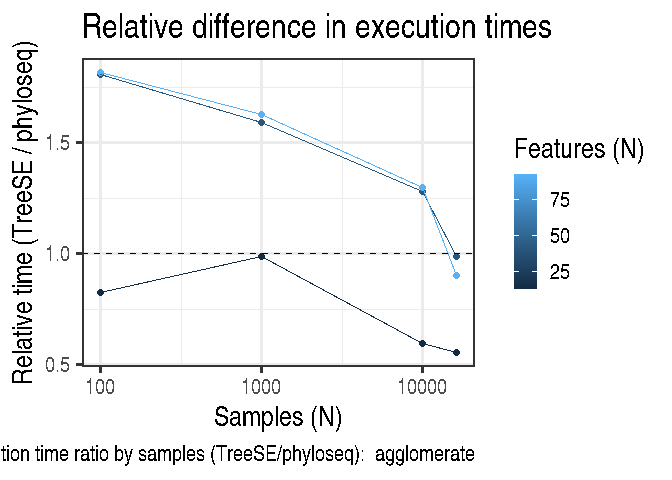 Relative difference in execution times
Relative time (TreeSE / phyloseq)
1.5
1.0
0.5
100
1000
10000
Samples (N)
Features (N)
75
50
25
tion time ratio by samples (TreeSE/phyloseq): agglomerate